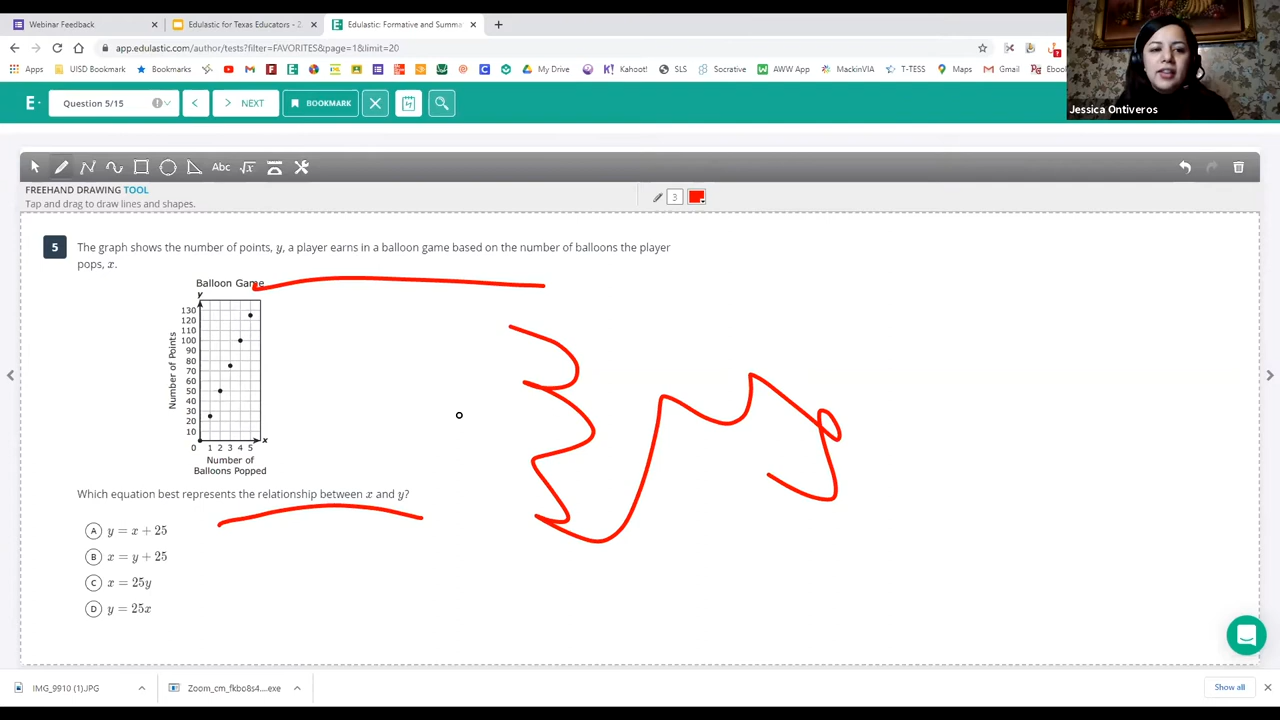 Webinar Feedback
Edulastic for Texas Educators - 2
Edulastic: Formative and Summa
app.edulastic.com/author/tests?filter=FAVORITES&page=1&limit=20
Apps
UISD Bookmark
Bookmarks
My Drive
Kahoot!
SLS
Socrative
AWW App
MackinVIA
T-TESS
Maps
Gmail
Eboo
Jessica Ontiveros
E
Question 5/15
NEXT
BOOKMARK
Abc
FREEHAND DRAWING TOOL
Tap and drag to draw lines and shapes.
3
5
The graph shows the number of points, y, a player earns in a balloon game based on the number of balloons the player
pops, x.
Balloon Game
y
130
120
110
100
90
80
70
60
50
40
30
20
10
0 1 2 3 4 5 x
Number of Points
Number of
Balloons Popped
Which equation best represents the relationship between x and y?
A y = x + 25
B x = y + 25
C x = 25y
D y = 25x
IMG_9910 (1).JPG
Zoom_cm_fkbo8s4....exe
Show all